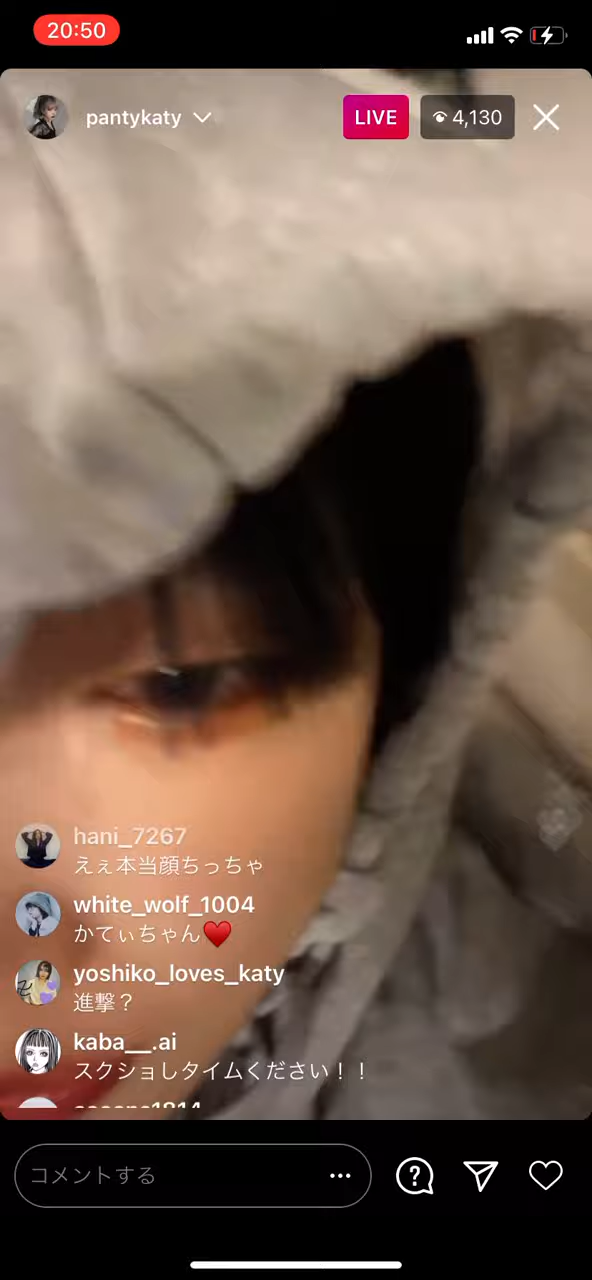 20:50
pantykaty
LIVE
4,130
hani_7267
えぇ本当顔ちっちゃ
white_wolf_1004
かてぃちゃん♥
yoshiko_loves_katy
進撃？
kaba__.ai
スクショしタイムください！！
コメントする